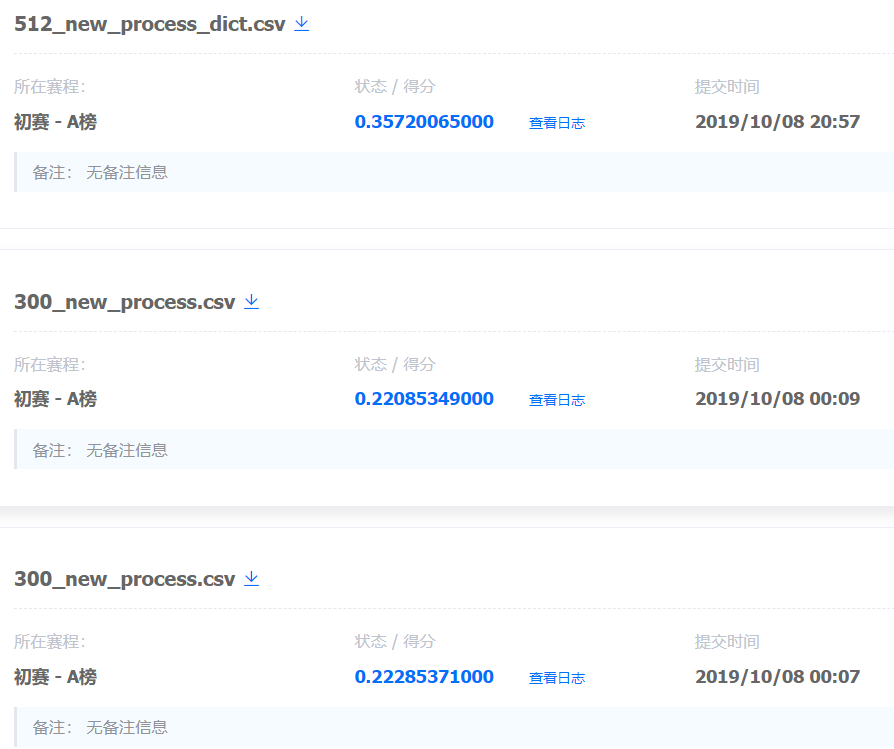 512_new_process_dict.csv
所在赛程： 状态 / 得分 提交时间
初赛 - A榜 0.35720065000 查看日志 2019/10/08 20:57
备注： 无备注信息
300_new_process.csv
所在赛程： 状态 / 得分 提交时间
初赛 - A榜 0.22085349000 查看日志 2019/10/08 00:09
备注： 无备注信息
300_new_process.csv
所在赛程： 状态 / 得分 提交时间
初赛 - A榜 0.22285371000 查看日志 2019/10/08 00:07
备注： 无备注信息